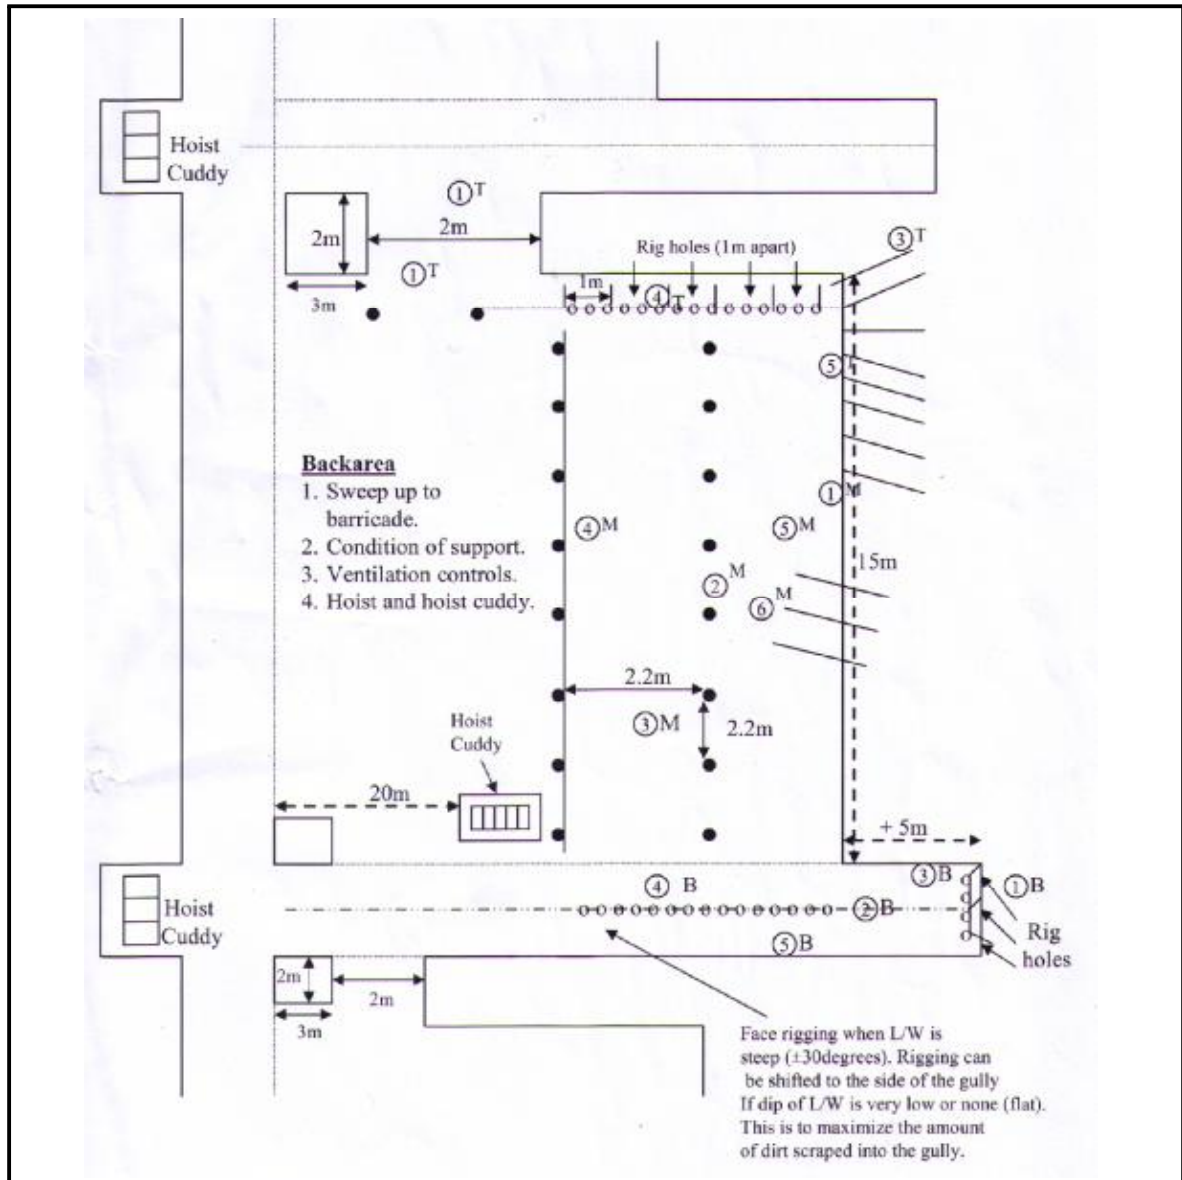 Hoist
Cuddy
①T
2m
2m
Rig holes (1m apart)
③T
①T
1m
3m
④T
⑤T
Backarea
1. Sweep up to
barricade.
2. Condition of support.
3. Ventilation controls.
4. Hoist and hoist cuddy.
①M
④M
⑤M
15m
②M
⑥M
2.2m
③M
2.2m
Hoist
Cuddy
20m
+ 5m
③B
①B
④ B
Hoist
Cuddy
②B
Rig
holes
⑤B
2m
2m
3m
Face rigging when L/W is
steep (±30degrees). Rigging can
be shifted to the side of the gully
If dip of L/W is very low or none (flat).
This is to maximize the amount
of dirt scraped into the gully.